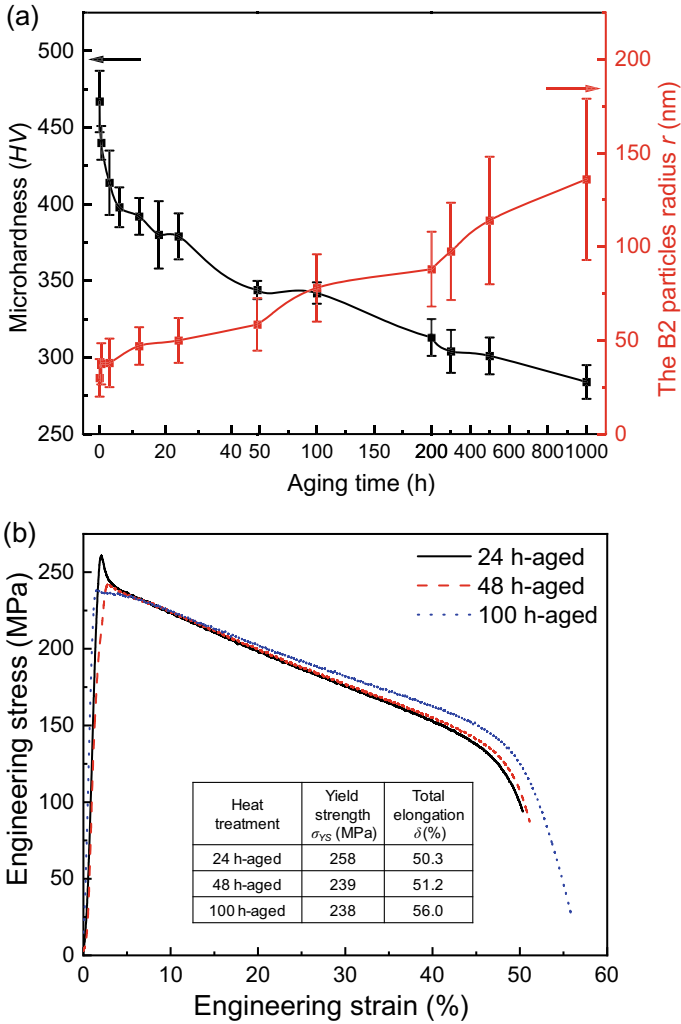 (a)
500
450
400
350
300
250
Microhardness (HV)
200
150
100
50
0
The B2 particles radius r (nm)
0 20 40 50 100 150 200 200 400 600 800 1000
Aging time (h)
(b)
250
200
150
100
50
0
Engineering stress (MPa)
24 h-aged
48 h-aged
100 h-aged
Heat treatment Yield strength σYS (MPa) Total elongation δ(%)
24 h-aged 258 50.3
48 h-aged 239 51.2
100 h-aged 238 56.0
0 10 20 30 40 50 60
Engineering strain (%)